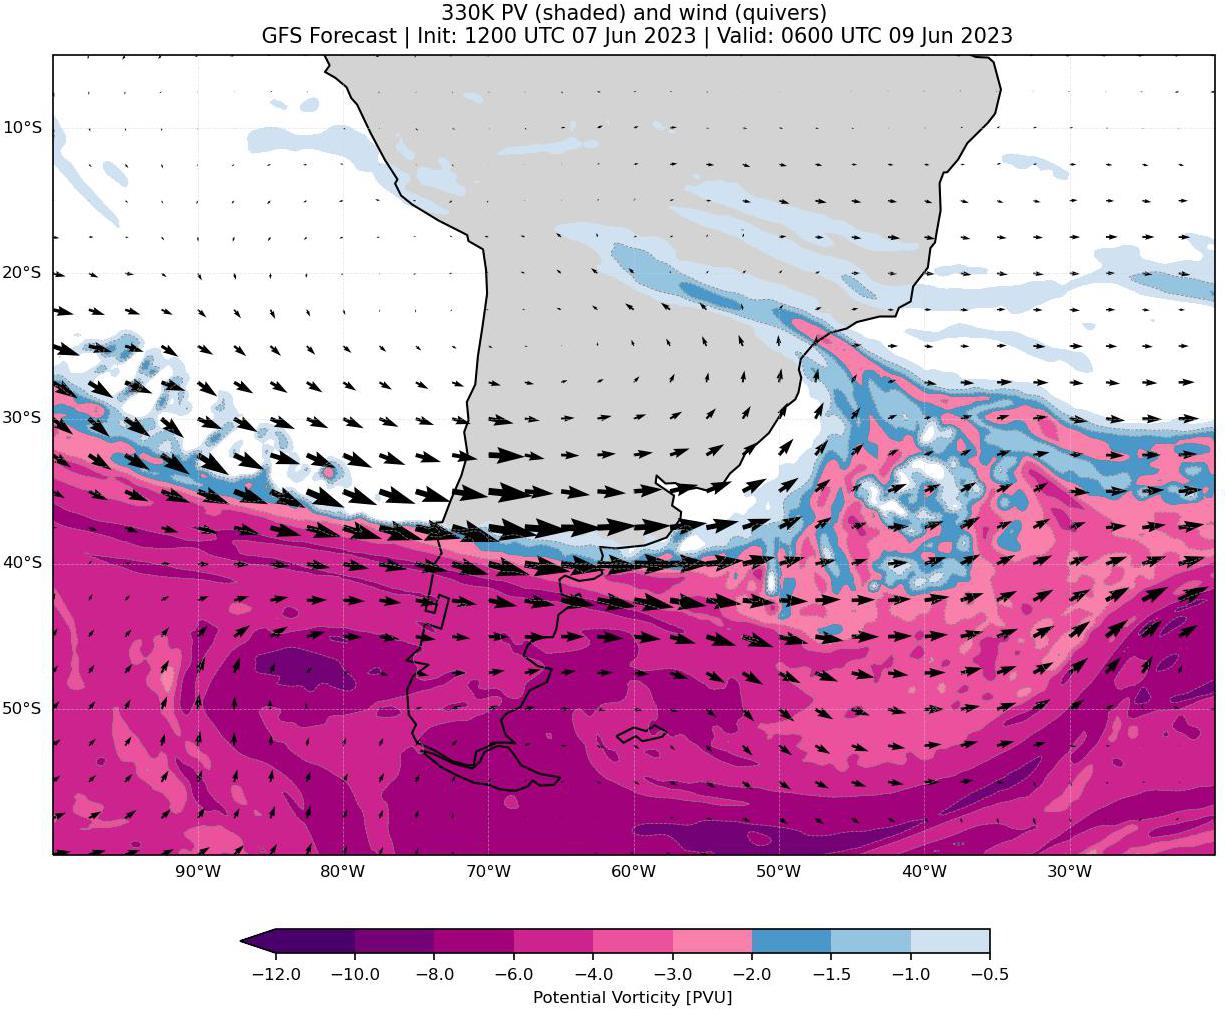 330K PV (shaded) and wind (quivers)
GFS Forecast | Init: 1200 UTC 07 Jun 2023 | Valid: 0600 UTC 09 Jun 2023
10°S
20°S
30°S
40°S
50°S
90°W 80°W 70°W 60°W 50°W 40°W 30°W
−12.0 −10.0 −8.0 −6.0 −4.0 −3.0 −2.0 −1.5 −1.0 −0.5
Potential Vorticity [PVU]